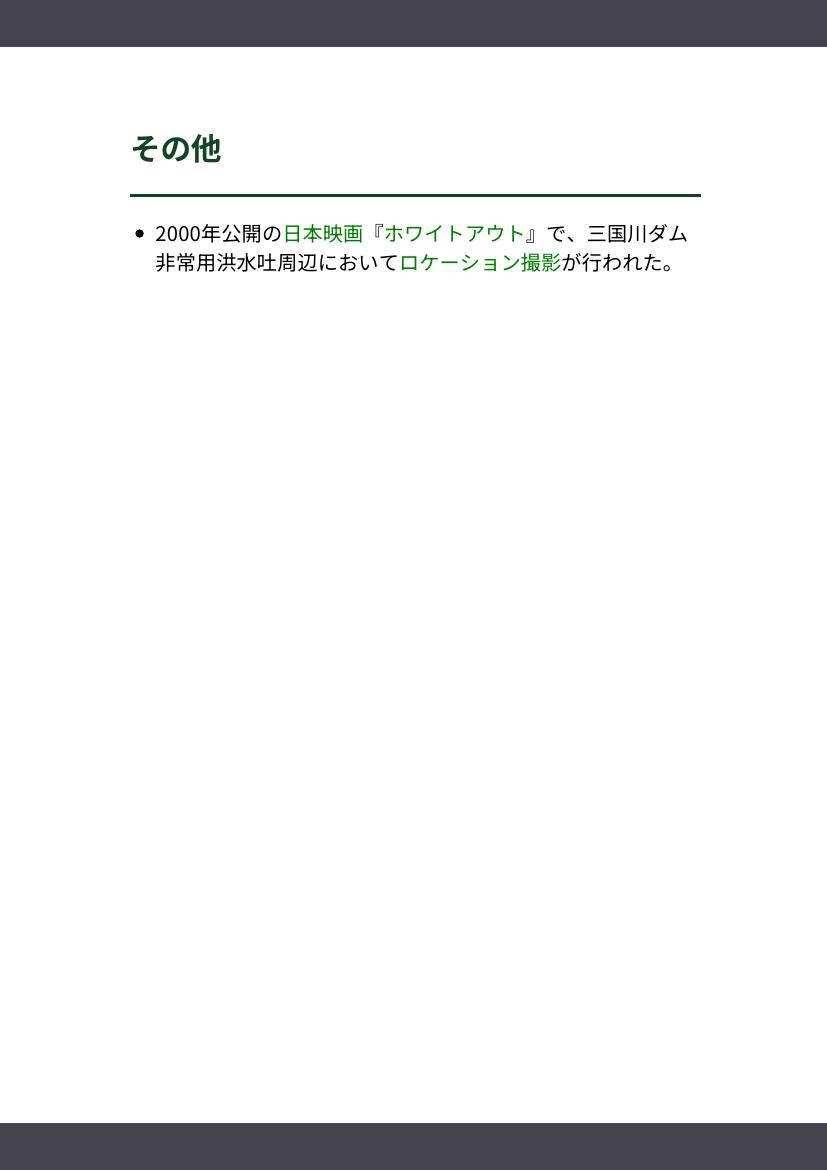 その他
• 2000年公開の日本映画『ホワイトアウト』で、三国川ダム
非常用洪水吐周辺においてロケーション撮影が行われた。